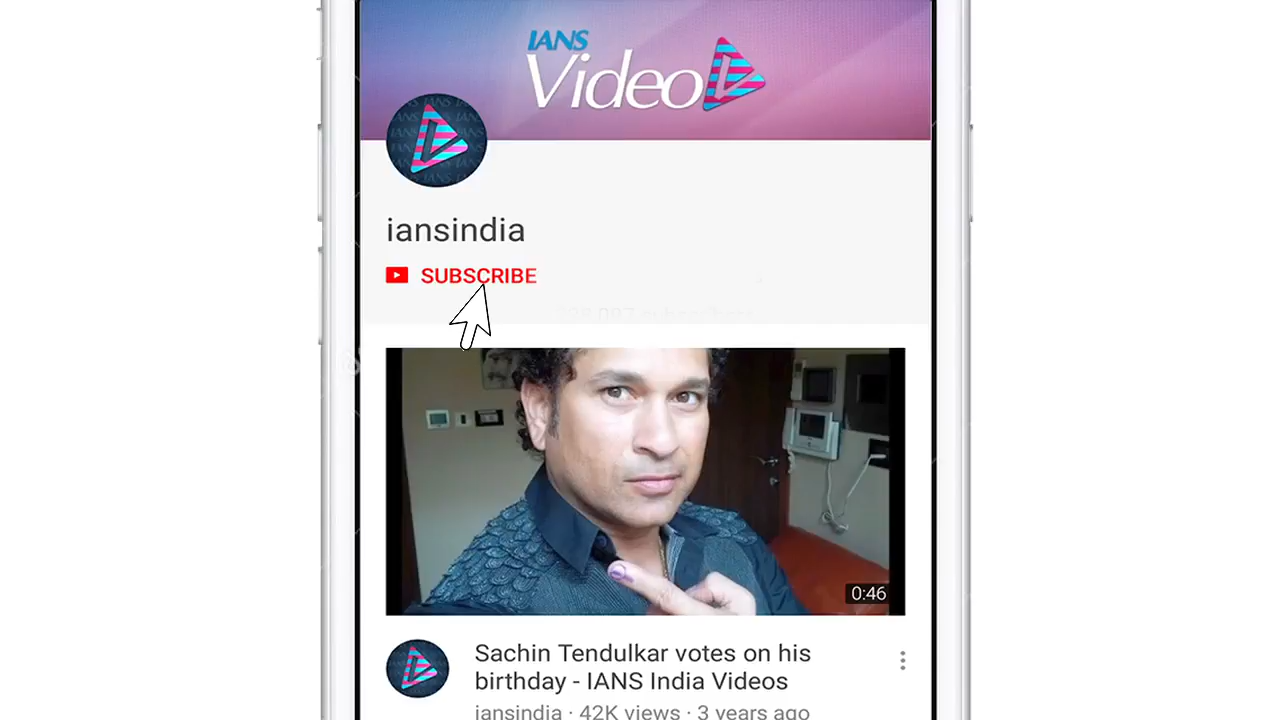 IANS
Video
iansindia
SUBSCRIBE
0:46
Sachin Tendulkar votes on his
birthday - IANS India Videos
iansindia · 42K views · 3 years ago